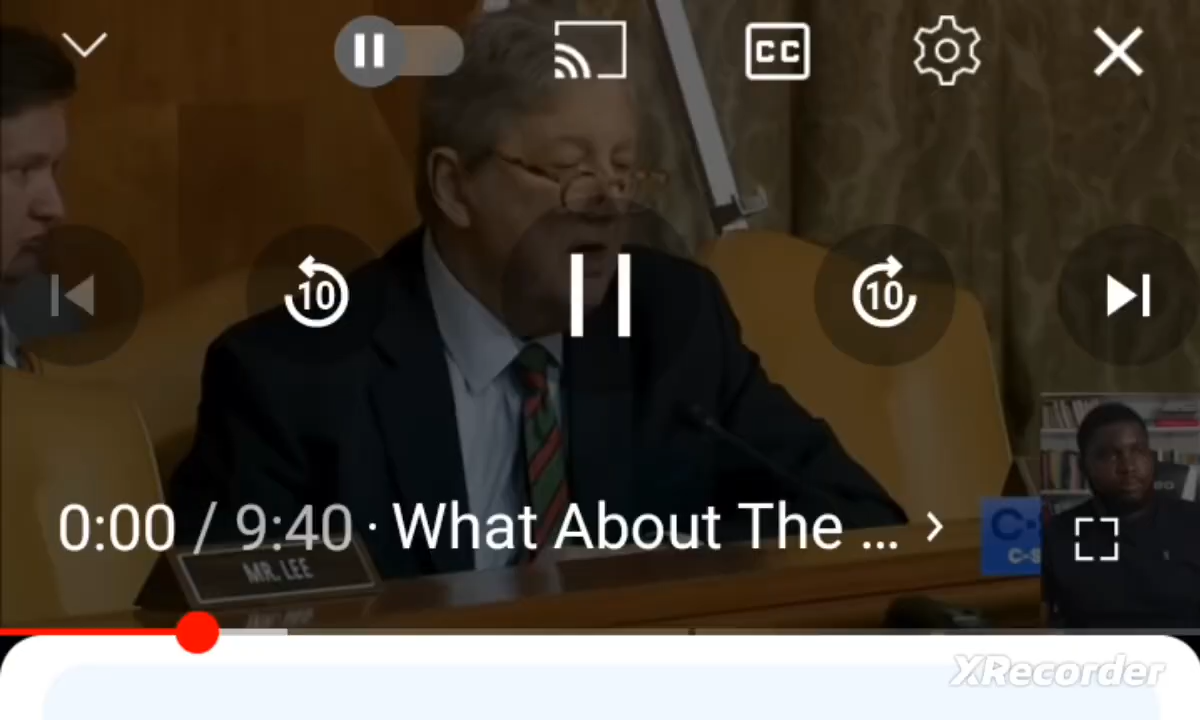 CC
10
10
0:00 / 9:40 · What About The ...
MR. LEE
C-
C-S
XRecorder